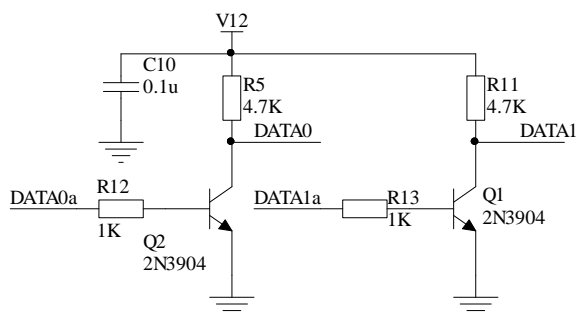 V12
C10
0.1u
R5
4.7K
R11
4.7K
DATA0
DATA1
DATA0a
R12
1K
DATA1a
R13
1K
Q1
2N3904
Q2
2N3904